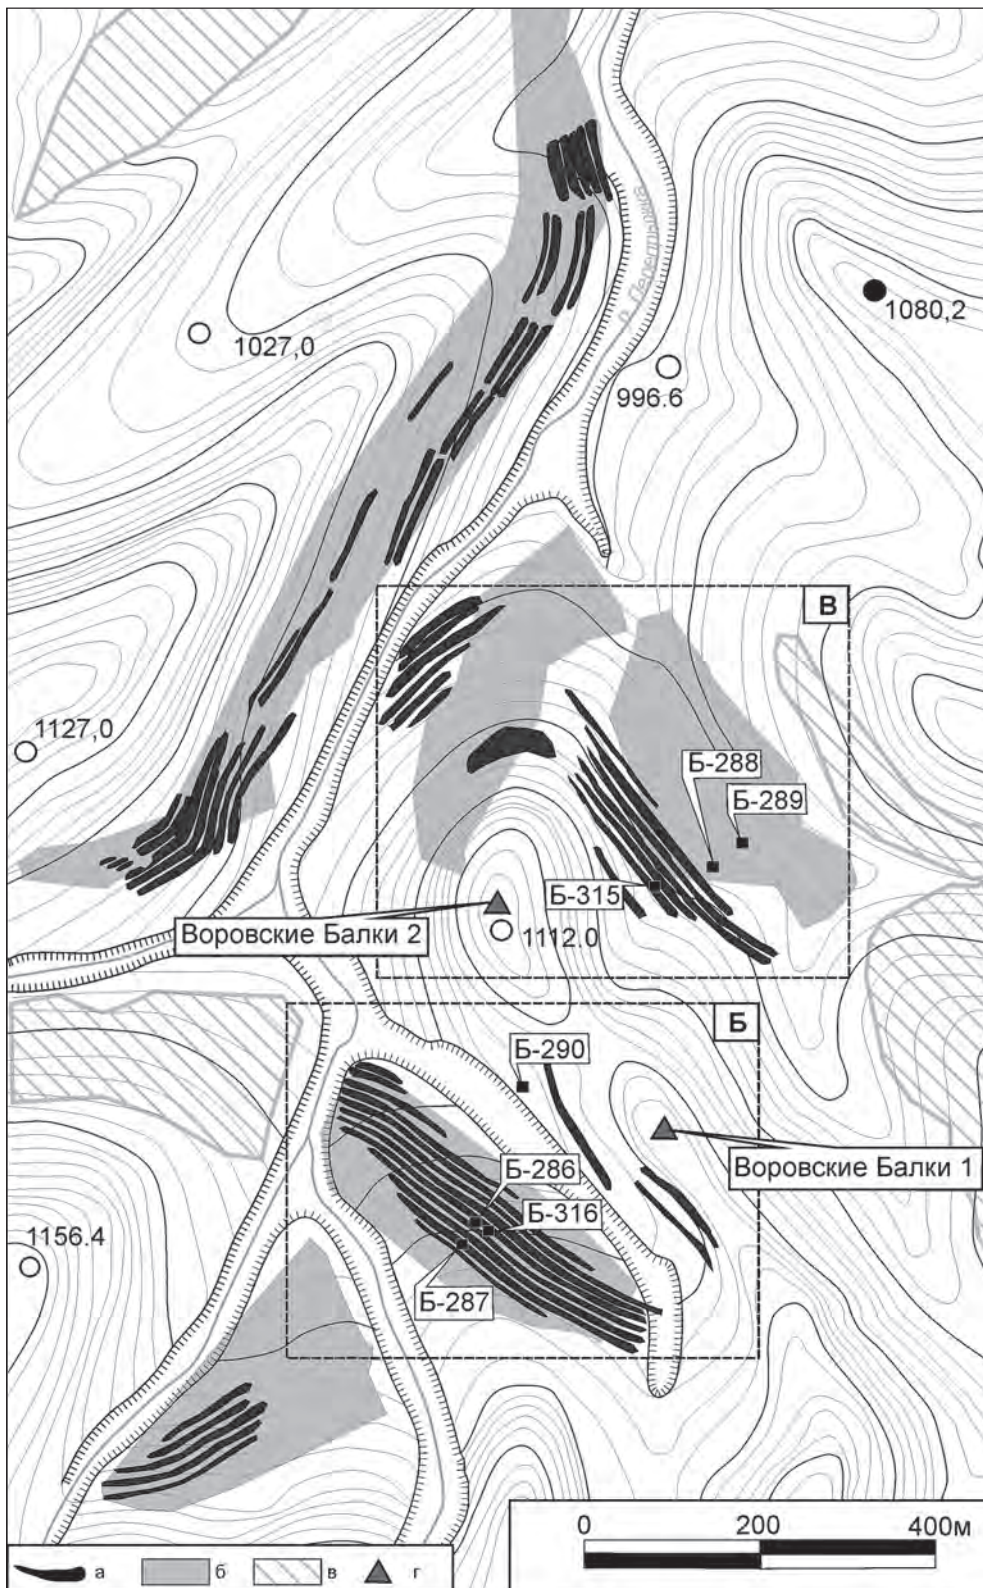 1080,2
1027,0
996.6
В
1127,0
Б-288
Б-289
Б-315
Воровские Балки 2
1112.0
Б
Б-290
Воровские Балки 1
Б-286
Б-316
1156.4
Б-287
0 200 400м
а б в г